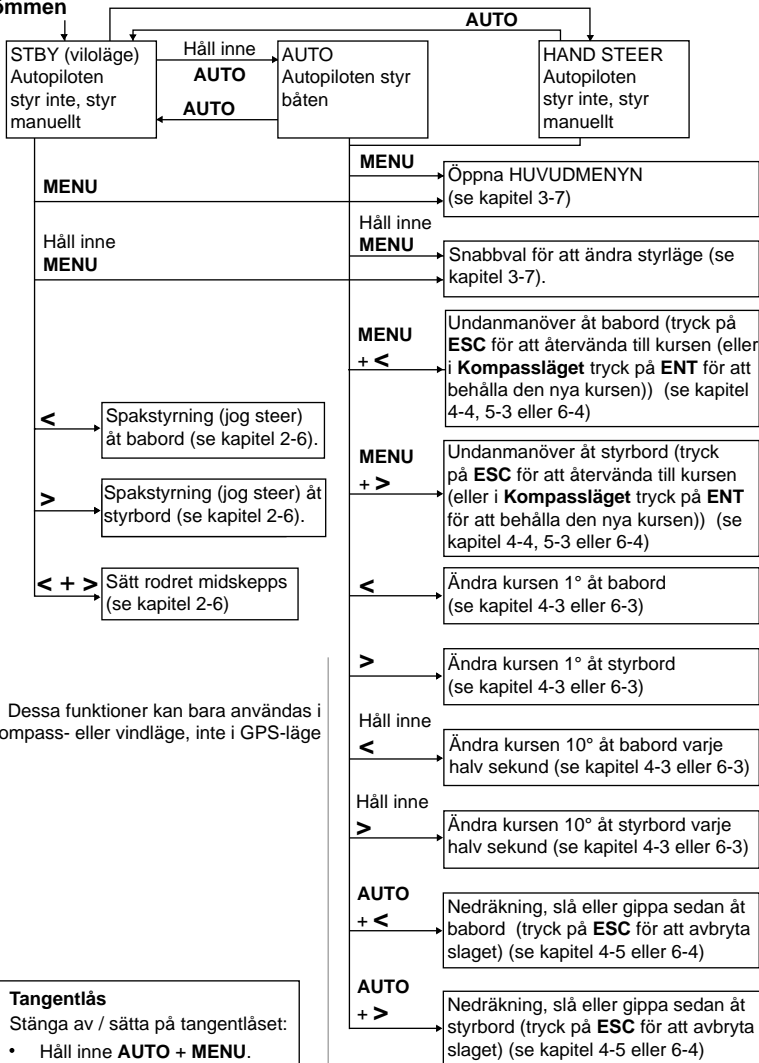 AUTO
STBY (viloläge)
Autopiloten
styr inte, styr
manuellt
Håll inne
AUTO
AUTO
AUTO
Autopiloten styr
båten
HAND STEER
Autopiloten
styr inte, styr
manuellt
MENU
Håll inne
MENU
<
Spakstyrning (jog steer)
åt babord (se kapitel 2-6).
>
Spakstyrning (jog steer) åt
styrbord (se kapitel 2-6).
< + >
Sätt rodret midskepps
(se kapitel 2-6)
MENU
Öppna HUVUDMENYN
(se kapitel 3-7)
Håll inne
MENU
Snabbval för att ändra styrläge (se
kapitel 3-7).
MENU
+ <
Undanmanöver åt babord (tryck på
ESC för att återvända till kursen (eller
i Kompassläget tryck på ENT för att
behålla den nya kursen)) (se kapitel
4-4, 5-3 eller 6-4)
MENU
+ >
Undanmanöver åt styrbord (tryck
på ESC för att återvända till kursen
(eller i Kompassläget tryck på ENT
för att behålla den nya kursen)) (se
kapitel 4-4, 5-3 eller 6-4)
<
Ändra kursen 1° åt babord
(se kapitel 4-3 eller 6-3)
>
Ändra kursen 1° åt styrbord
(se kapitel 4-3 eller 6-3)
Dessa funktioner kan bara användas i
ompass- eller vindläge, inte i GPS-läge
Håll inne
<
Ändra kursen 10° åt babord varje
halv sekund (se kapitel 4-3 eller 6-3)
Håll inne
>
Ändra kursen 10° åt styrbord varje
halv sekund (se kapitel 4-3 eller 6-3)
AUTO
+ <
Nedräkning, slå eller gippa sedan åt
babord (tryck på ESC för att avbryta
slaget) (se kapitel 4-5 eller 6-4)
AUTO
+ >
Nedräkning, slå eller gippa sedan åt
styrbord (tryck på ESC för att avbryta
slaget) (se kapitel 4-5 eller 6-4)
Tangentlås
Stänga av / sätta på tangentlåset:
• Håll inne AUTO + MENU.